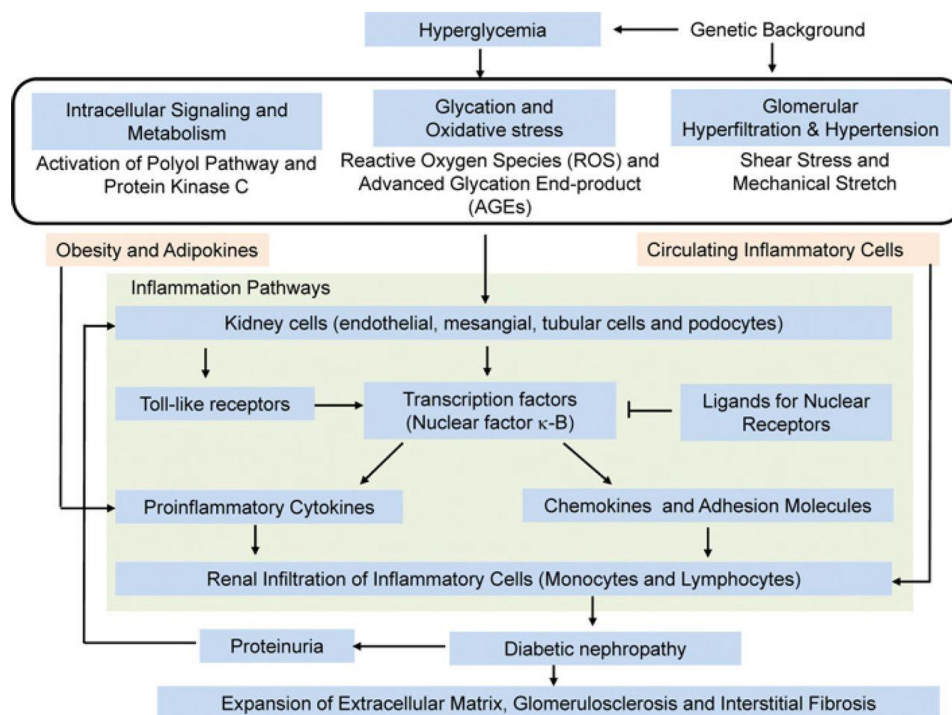 Hyperglycemia
Genetic Background
Intracellular Signaling and
Metabolism
Activation of Polyol Pathway and
Protein Kinase C
Glycation and
Oxidative stress
Reactive Oxygen Species (ROS) and
Advanced Glycation End-product
(AGEs)
Glomerular
Hyperfiltration & Hypertension
Shear Stress and
Mechanical Stretch
Obesity and Adipokines
Circulating Inflammatory Cells
Inflammation Pathways
Kidney cells (endothelial, mesangial, tubular cells and podocytes)
Toll-like receptors
Transcription factors
(Nuclear factor κ-B)
Ligands for Nuclear
Receptors
Proinflammatory Cytokines
Chemokines and Adhesion Molecules
Renal Infiltration of Inflammatory Cells (Monocytes and Lymphocytes)
Proteinuria
Diabetic nephropathy
Expansion of Extracellular Matrix, Glomerulosclerosis and Interstitial Fibrosis